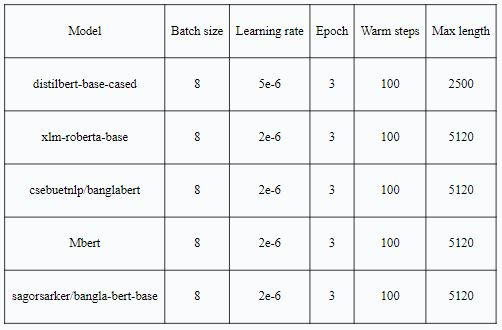 Model Batch size Learning rate Epoch Warm steps Max length
distilbert-base-cased 8 5e-6 3 100 2500
xlm-roberta-base 8 2e-6 3 100 5120
csebuetnlp/banglabert 8 2e-6 3 100 5120
Mbert 8 2e-6 3 100 5120
sagorsarker/bangla-bert-base 8 2e-6 3 100 5120